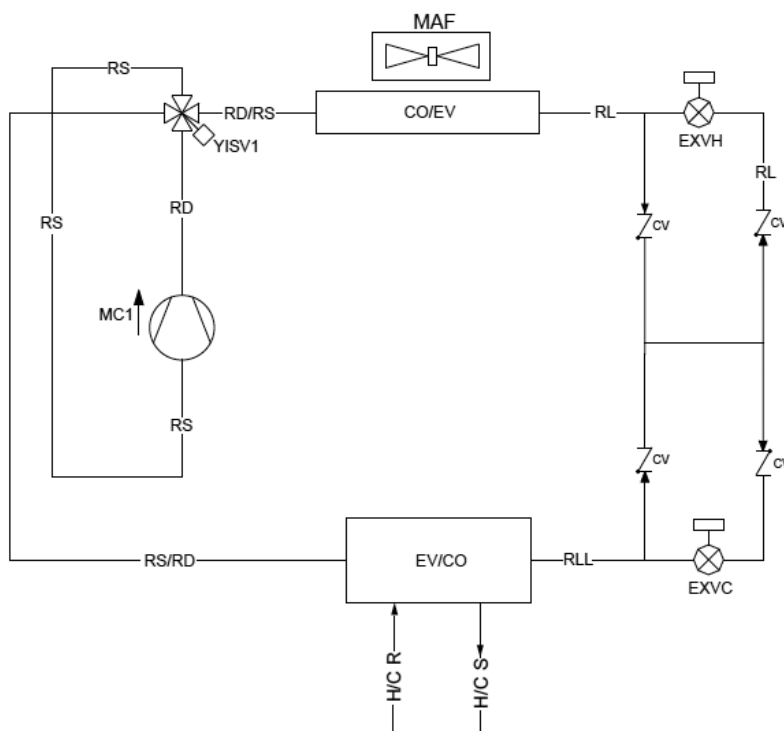 MAF
RS
RD/RS
CO/EV
RL
YISV1
EXVH
RL
RS
RD
CV
CV
MC1
RS
CV
CV
RS/RD
EV/CO
RLL
EXVC
H/C R
H/C S